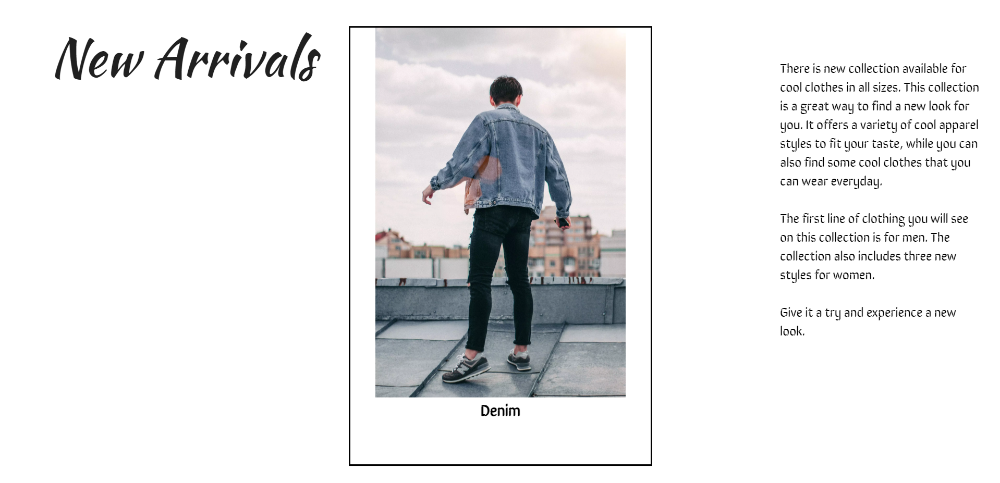 New Arrivals
Denim
There is new collection available for
cool clothes in all sizes. This collection
is a great way to find a new look for
you. It offers a variety of cool apparel
styles to fit your taste, while you can
also find some cool clothes that you
can wear everyday.
The first line of clothing you will see
on this collection is for men. The
collection also includes three new
styles for women.
Give it a try and experience a new
look.